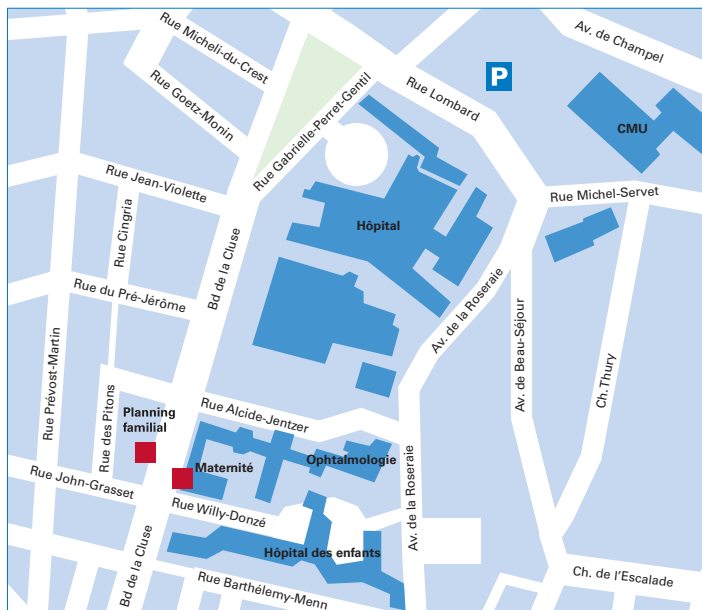 Rue Micheli-du-Crest
Av. de Champel
Rue Goetz-Monin
P
Rue Lombard
Rue Gabrielle-Perret-Gentil
CMU
Rue Jean-Violette
Rue Michel-Servet
Rue Cingria
Hôpital
Bd de la Cluse
Rue du Pré-Jérôme
Av. de la Roseraie
Av. de Beau-Séjour
Ch. Thury
Rue Prévost-Martin
Rue des Pitons
Planning
familial
Rue Alcide-Jentzer
Maternité
Ophtalmologie
Rue John-Grasset
Rue Willy-Donzé
Av. de la Roseraie
Bd de la Cluse
Hôpital des enfants
Rue Barthélemy-Menn
Ch. de l'Escalade